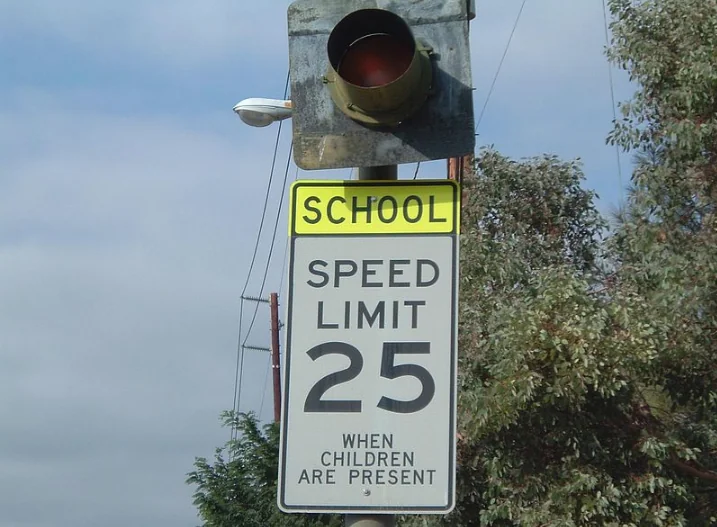 SCHOOL
SPEED
LIMIT
25
WHEN
CHILDREN
ARE PRESENT